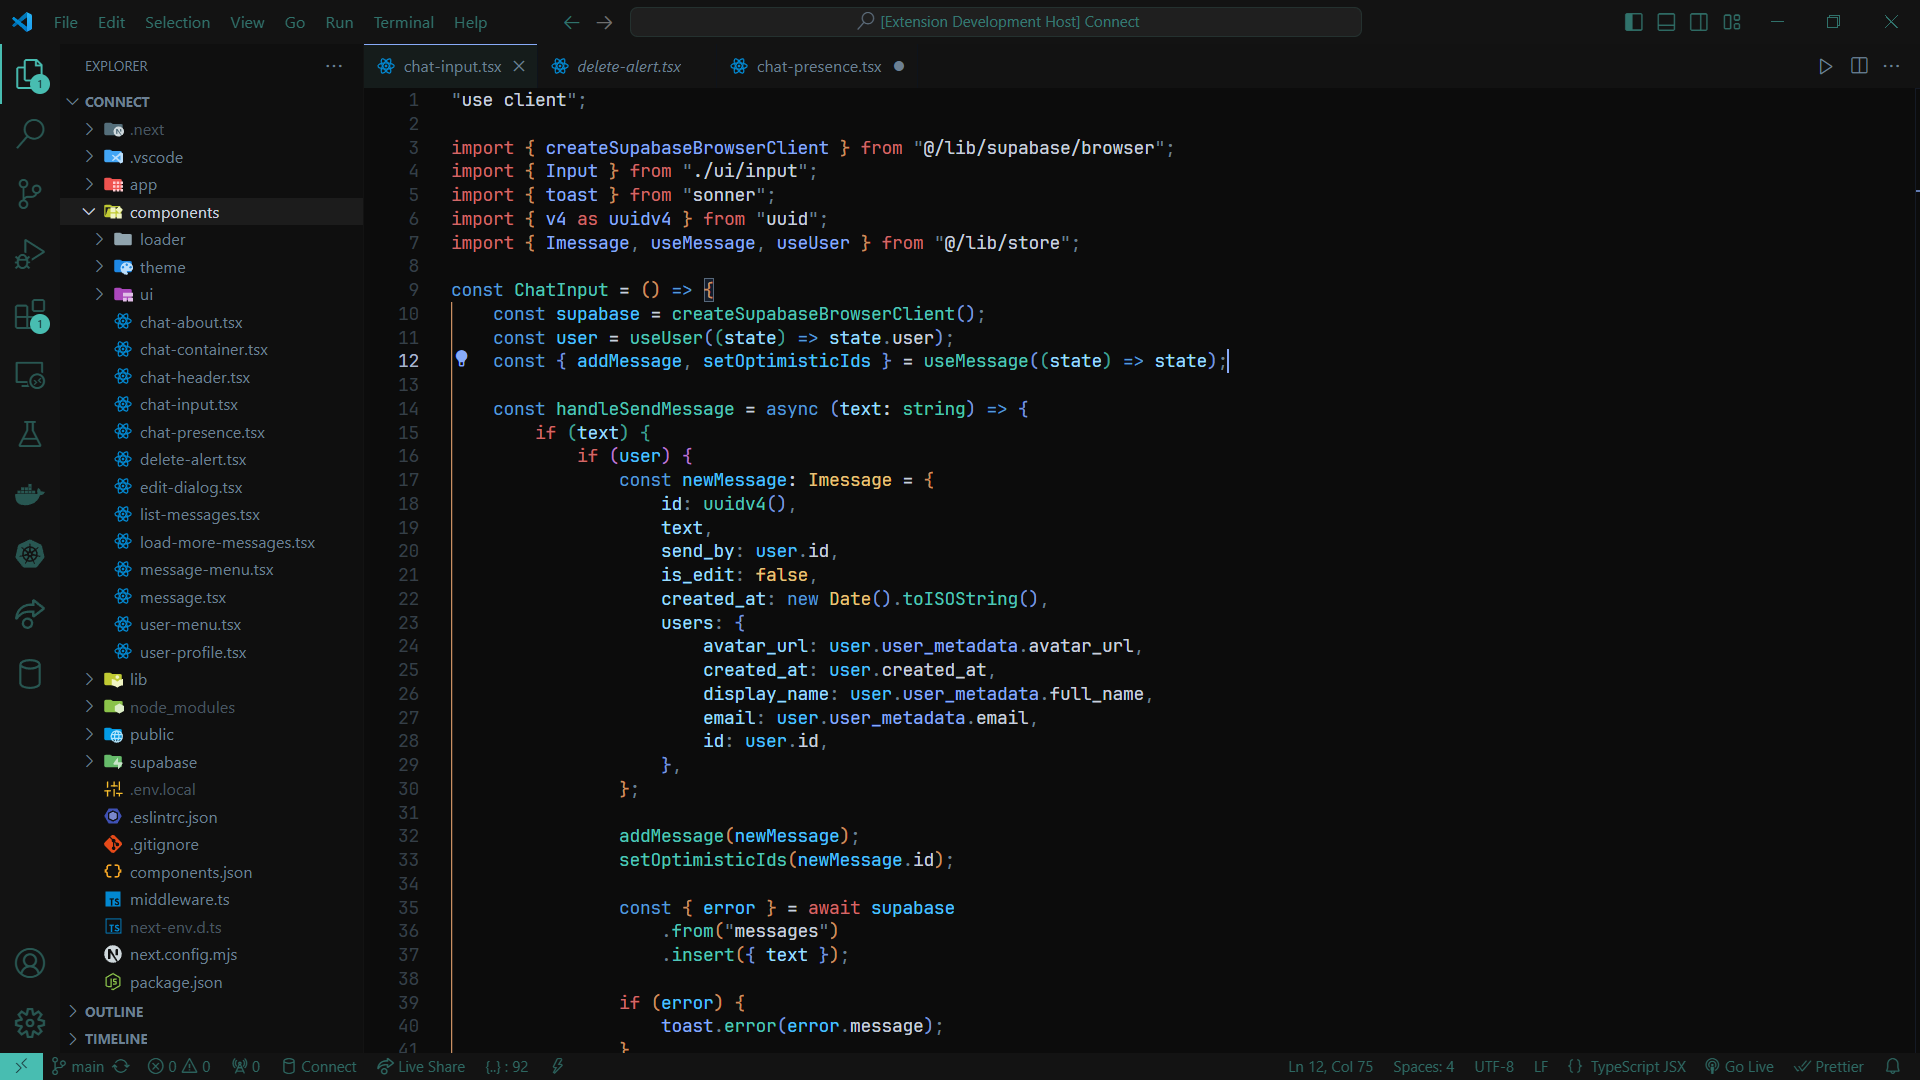 File Edit Selection View Go Run Terminal Help
[Extension Development Host] Connect
EXPLORER
CONNECT
.next
.vscode
app
components
loader
theme
ui
chat-about.tsx
chat-container.tsx
chat-header.tsx
chat-input.tsx
chat-presence.tsx
delete-alert.tsx
edit-dialog.tsx
list-messages.tsx
load-more-messages.tsx
message-menu.tsx
message.tsx
user-menu.tsx
user-profile.tsx
lib
node_modules
public
supabase
.env.local
.eslintrc.json
.gitignore
components.json
middleware.ts
next-env.d.ts
next.config.mjs
package.json
OUTLINE
TIMELINE
1
1
chat-input.tsx delete-alert.tsx chat-presence.tsx
1 "use client";
2
3 import { createSupabaseBrowserClient } from "@/lib/supabase/browser";
4 import { Input } from "./ui/input";
5 import { toast } from "sonner";
6 import { v4 as uuidv4 } from "uuid";
7 import { Imessage, useMessage, useUser } from "@/lib/store";
8
9 const ChatInput = () => {
10 const supabase = createSupabaseBrowserClient();
11 const user = useUser((state) => state.user);
12 const { addMessage, setOptimisticIds } = useMessage((state) => state);
13
14 const handleSendMessage = async (text: string) => {
15 if (text) {
16 if (user) {
17 const newMessage: Imessage = {
18 id: uuidv4(),
19 text,
20 send_by: user.id,
21 is_edit: false,
22 created_at: new Date().toISOString(),
23 users: {
24 avatar_url: user.user_metadata.avatar_url,
25 created_at: user.created_at,
26 display_name: user.user_metadata.full_name,
27 email: user.user_metadata.email,
28 id: user.id,
29 },
30 };
31
32 addMessage(newMessage);
33 setOptimisticIds(newMessage.id);
34
35 const { error } = await supabase
36 .from("messages")
37 .insert({ text });
38
39 if (error) {
40 toast.error(error.message);
41 }
main 0 0 0 Connect Live Share {..} : 92 Ln 12, Col 75 Spaces: 4 UTF-8 LF {} TypeScript JSX Go Live Prettier